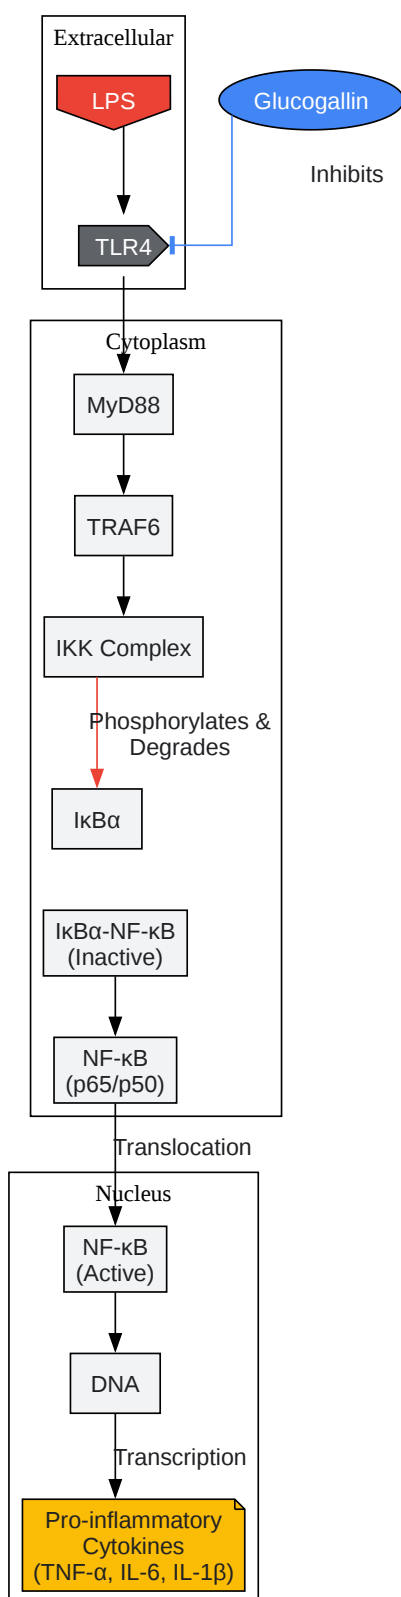 Extracellular
LPS
Glucogallin
Inhibits
TLR4
Cytoplasm
MyD88
TRAF6
IKK Complex
Phosphorylates &
Degrades
IκBα
IκBα-NF-κB
(Inactive)
NF-κB
(p65/p50)
Translocation
Nucleus
NF-κB
(Active)
DNA
Transcription
Pro-inflammatory
Cytokines
(TNF-α, IL-6, IL-1β)